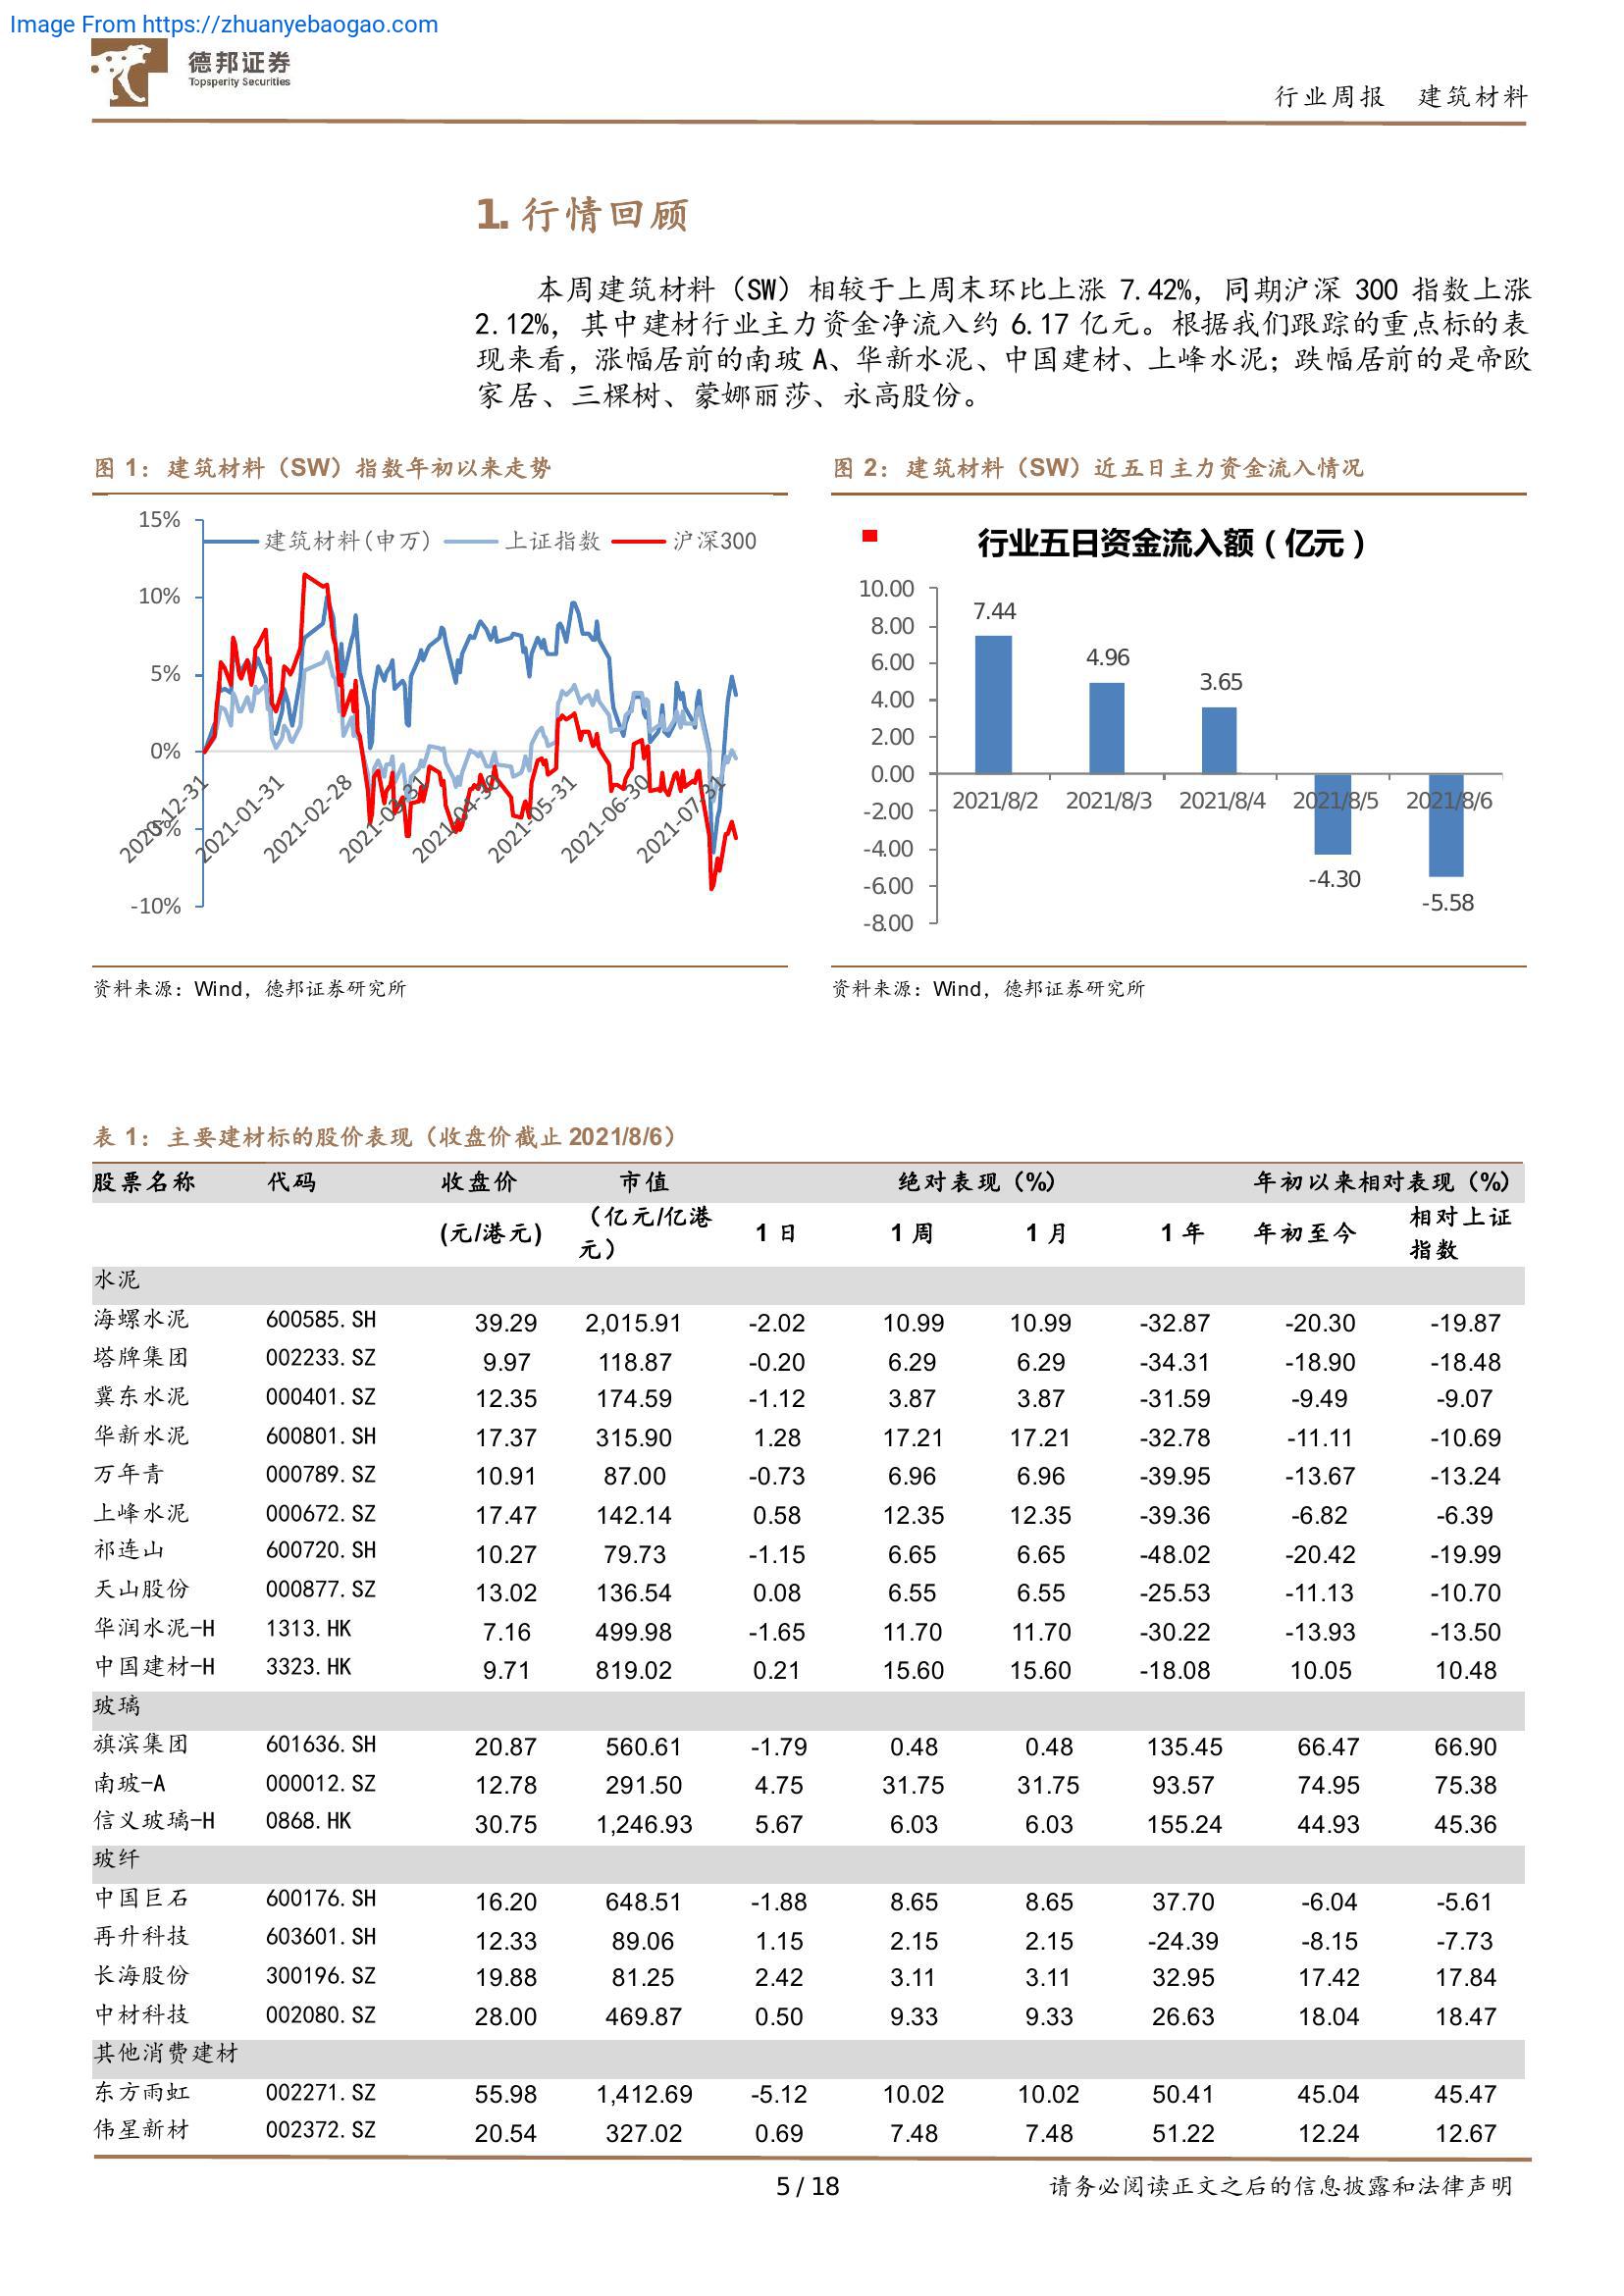 Image From https://zhuanyebaogao.com
德邦证券
Topsperity Securities
行业周报 建筑材料
1. 行情回顾
本周建筑材料（SW）相较于上周末环比上涨 7.42%，同期沪深 300 指数上涨
2.12%，其中建材行业主力资金净流入约 6.17 亿元。根据我们跟踪的重点标的表
现来看，涨幅居前的南玻 A、华新水泥、中国建材、上峰水泥；跌幅居前的是帝欧
家居、三棵树、蒙娜丽莎、永高股份。
图 1：建筑材料（SW）指数年初以来走势
15%
10%
5%
0%
-5%
-10%
建筑材料(申万) 上证指数 沪深300
2020-12-31 2021-01-31 2021-02-28 2021-03-31 2021-04-30 2021-05-31 2021-06-30 2021-07-31
资料来源：Wind，德邦证券研究所
图 2：建筑材料（SW）近五日主力资金流入情况
行业五日资金流入额（亿元）
10.00
8.00
6.00
4.00
2.00
0.00
-2.00
-4.00
-6.00
-8.00
7.44 4.96 3.65 -4.30 -5.58
2021/8/2 2021/8/3 2021/8/4 2021/8/5 2021/8/6
资料来源：Wind，德邦证券研究所
表 1：主要建材标的股价表现（收盘价截止 2021/8/6）
股票名称 代码 收盘价 市值 绝对表现（%） 年初以来相对表现（%）
(元/港元) （亿元/亿港元） 1 日 1 周 1 月 1 年 年初至今 相对上证指数
水泥
海螺水泥 600585.SH 39.29 2,015.91 -2.02 10.99 10.99 -32.87 -20.30 -19.87
塔牌集团 002233.SZ 9.97 118.87 -0.20 6.29 6.29 -34.31 -18.90 -18.48
冀东水泥 000401.SZ 12.35 174.59 -1.12 3.87 3.87 -31.59 -9.49 -9.07
华新水泥 600801.SH 17.37 315.90 1.28 17.21 17.21 -32.78 -11.11 -10.69
万年青 000789.SZ 10.91 87.00 -0.73 6.96 6.96 -39.95 -13.67 -13.24
上峰水泥 000672.SZ 17.47 142.14 0.58 12.35 12.35 -39.36 -6.82 -6.39
祁连山 600720.SH 10.27 79.73 -1.15 6.65 6.65 -48.02 -20.42 -19.99
天山股份 000877.SZ 13.02 136.54 0.08 6.55 6.55 -25.53 -11.13 -10.70
华润水泥-H 1313.HK 7.16 499.98 -1.65 11.70 11.70 -30.22 -13.93 -13.50
中国建材-H 3323.HK 9.71 819.02 0.21 15.60 15.60 -18.08 10.05 10.48
玻璃
旗滨集团 601636.SH 20.87 560.61 -1.79 0.48 0.48 135.45 66.47 66.90
南玻-A 000012.SZ 12.78 291.50 4.75 31.75 31.75 93.57 74.95 75.38
信义玻璃-H 0868.HK 30.75 1,246.93 5.67 6.03 6.03 155.24 44.93 45.36
玻纤
中国巨石 600176.SH 16.20 648.51 -1.88 8.65 8.65 37.70 -6.04 -5.61
再升科技 603601.SH 12.33 89.06 1.15 2.15 2.15 -24.39 -8.15 -7.73
长海股份 300196.SZ 19.88 81.25 2.42 3.11 3.11 32.95 17.42 17.84
中材科技 002080.SZ 28.00 469.87 0.50 9.33 9.33 26.63 18.04 18.47
其他消费建材
东方雨虹 002271.SZ 55.98 1,412.69 -5.12 10.02 10.02 50.41 45.04 45.47
伟星新材 002372.SZ 20.54 327.02 0.69 7.48 7.48 51.22 12.24 12.67
5 / 18
请务必阅读正文之后的信息披露和法律声明